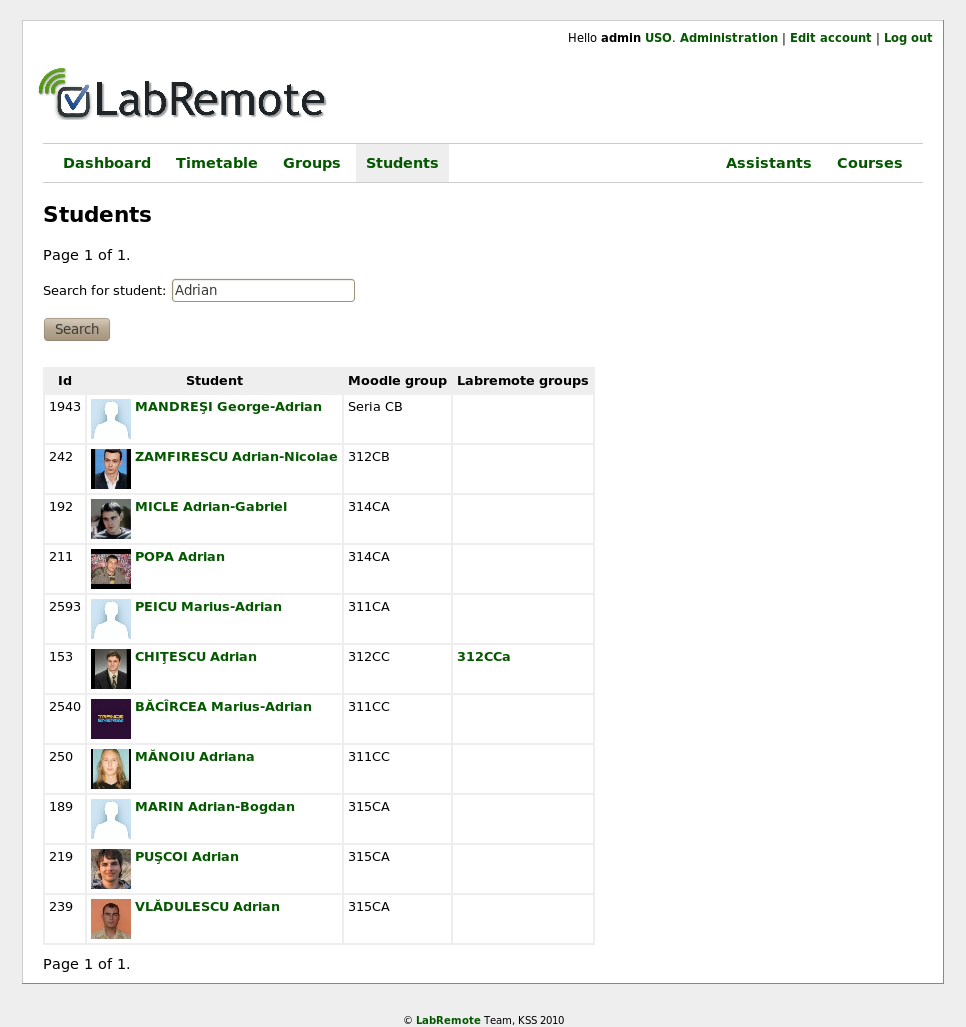 Hello admin USO. Administration | Edit account | Log out
LabRemote
Dashboard Timetable Groups Students Assistants Courses
Students
Page 1 of 1.
Search for student: Adrian
Search
Id Student Moodle group Labremote groups
1943 MANDREŞI George-Adrian Seria CB
242 ZAMFIRESCU Adrian-Nicolae 312CB
192 MICLE Adrian-Gabriel 314CA
211 POPA Adrian 314CA
2593 PEICU Marius-Adrian 311CA
153 CHIŢESCU Adrian 312CC 312CCa
2540 BĂCÎRCEA Marius-Adrian 311CC
250 MĂNOIU Adriana 311CC
189 MARIN Adrian-Bogdan 315CA
219 PUŞCOI Adrian 315CA
239 VLĂDULESCU Adrian 315CA
Page 1 of 1.
© LabRemote Team, KSS 2010